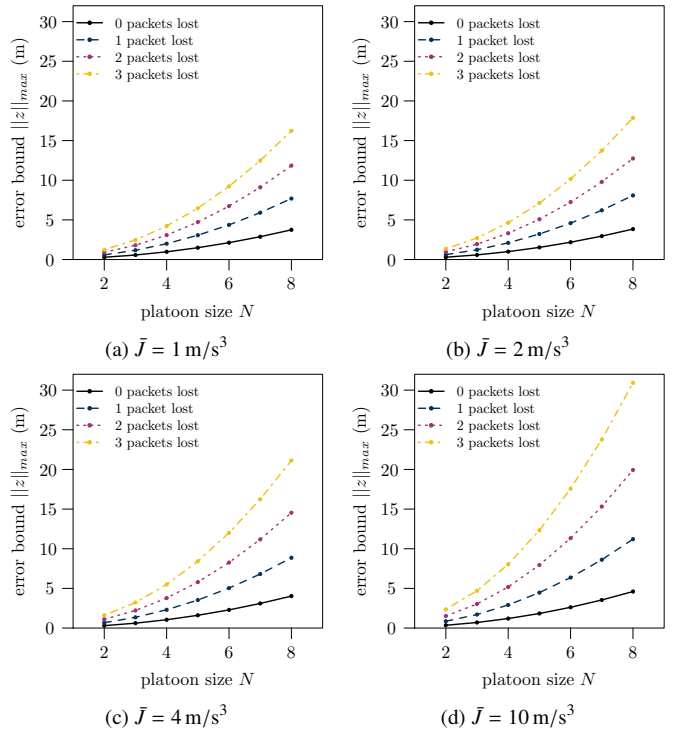 30
25
20
15
10
5
0
error bound ||z||max (m)
0 packets lost
1 packet lost
2 packets lost
3 packets lost
2 4 6 8
platoon size N
(a) J̄ = 1 m/s³
30
25
20
15
10
5
0
error bound ||z||max (m)
0 packets lost
1 packet lost
2 packets lost
3 packets lost
2 4 6 8
platoon size N
(b) J̄ = 2 m/s³
30
25
20
15
10
5
0
error bound ||z||max (m)
0 packets lost
1 packet lost
2 packets lost
3 packets lost
2 4 6 8
platoon size N
(c) J̄ = 4 m/s³
30
25
20
15
10
5
0
error bound ||z||max (m)
0 packets lost
1 packet lost
2 packets lost
3 packets lost
2 4 6 8
platoon size N
(d) J̄ = 10 m/s³